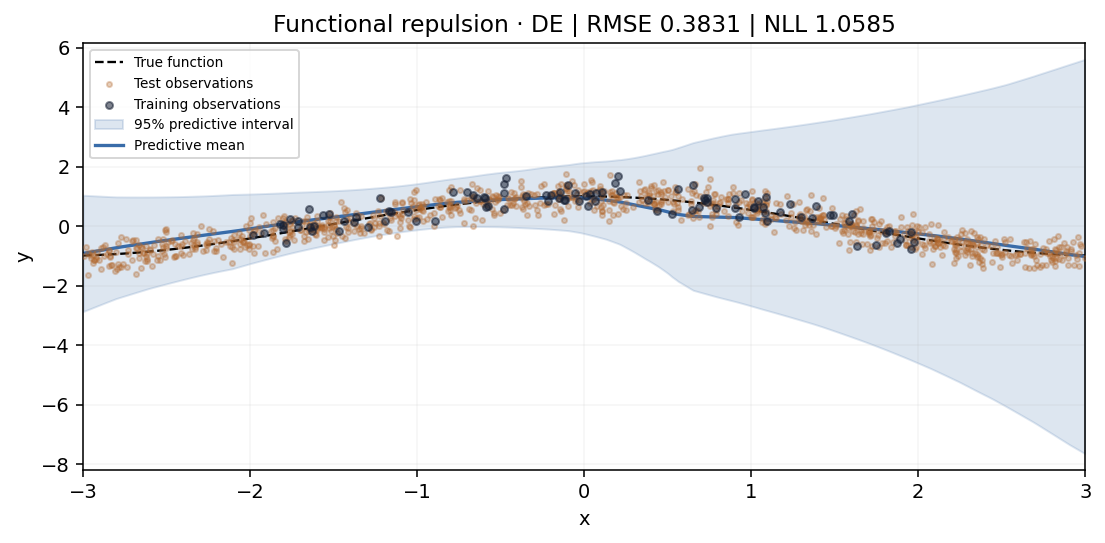 Functional repulsion · DE | RMSE 0.3831 | NLL 1.0585
True function
Test observations
Training observations
95% predictive interval
Predictive mean
6
4
2
0
−2
−4
−6
−8
y
−3
−2
−1
0
1
2
3
x